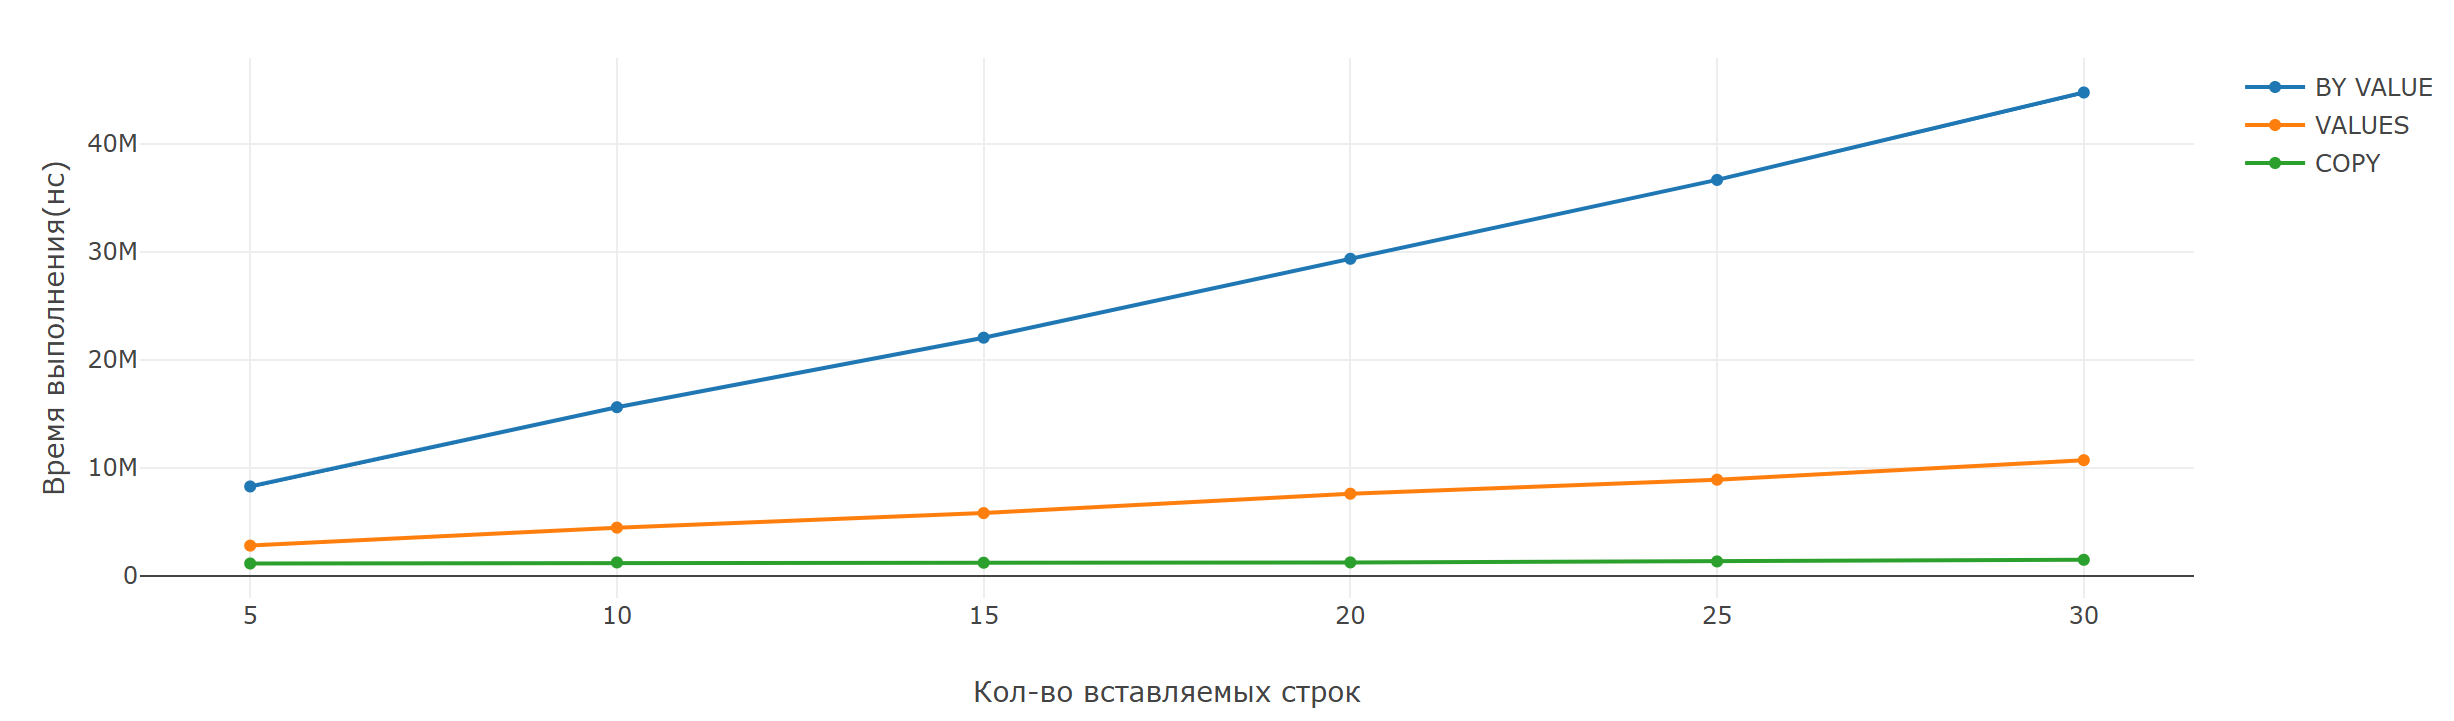 BY VALUE
VALUES
COPY
Время выполнения(нс)
40M
30M
20M
10M
0
5 10 15 20 25 30
Кол-во вставляемых строк